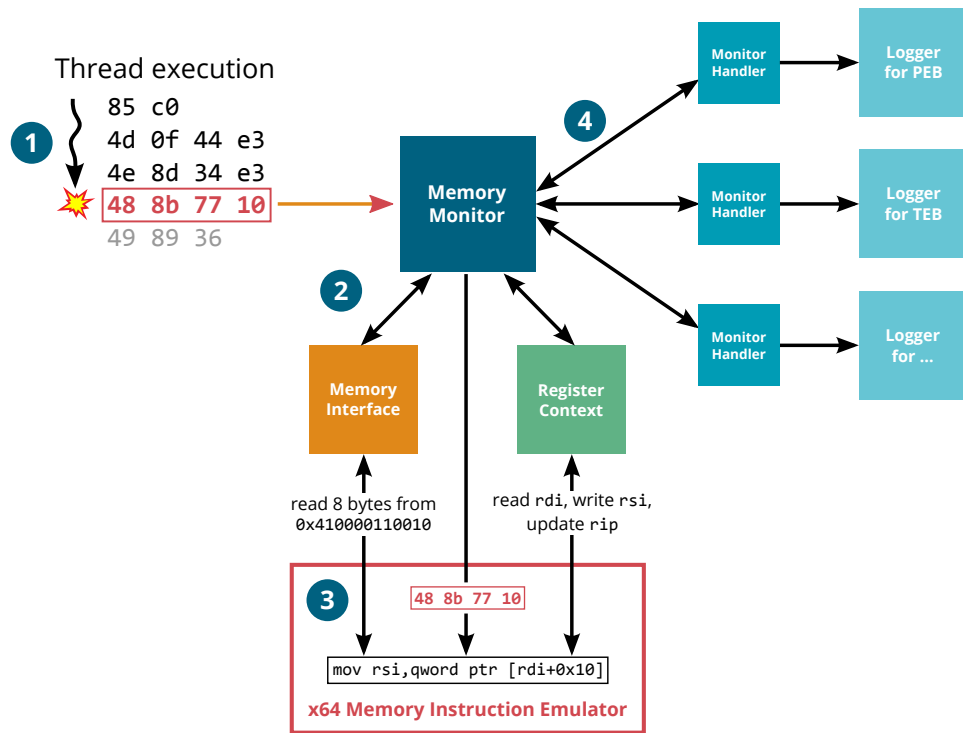 Thread execution
1
85 c0
4d 0f 44 e3
4e 8d 34 e3
48 8b 77 10
49 89 36
Memory
Monitor
4
Monitor
Handler
Logger
for PEB
Monitor
Handler
Logger
for TEB
Monitor
Handler
Logger
for ...
2
Memory
Interface
Register
Context
read 8 bytes from
0x410000110010
read rdi, write rsi,
update rip
3
48 8b 77 10
mov rsi,qword ptr [rdi+0x10]
x64 Memory Instruction Emulator